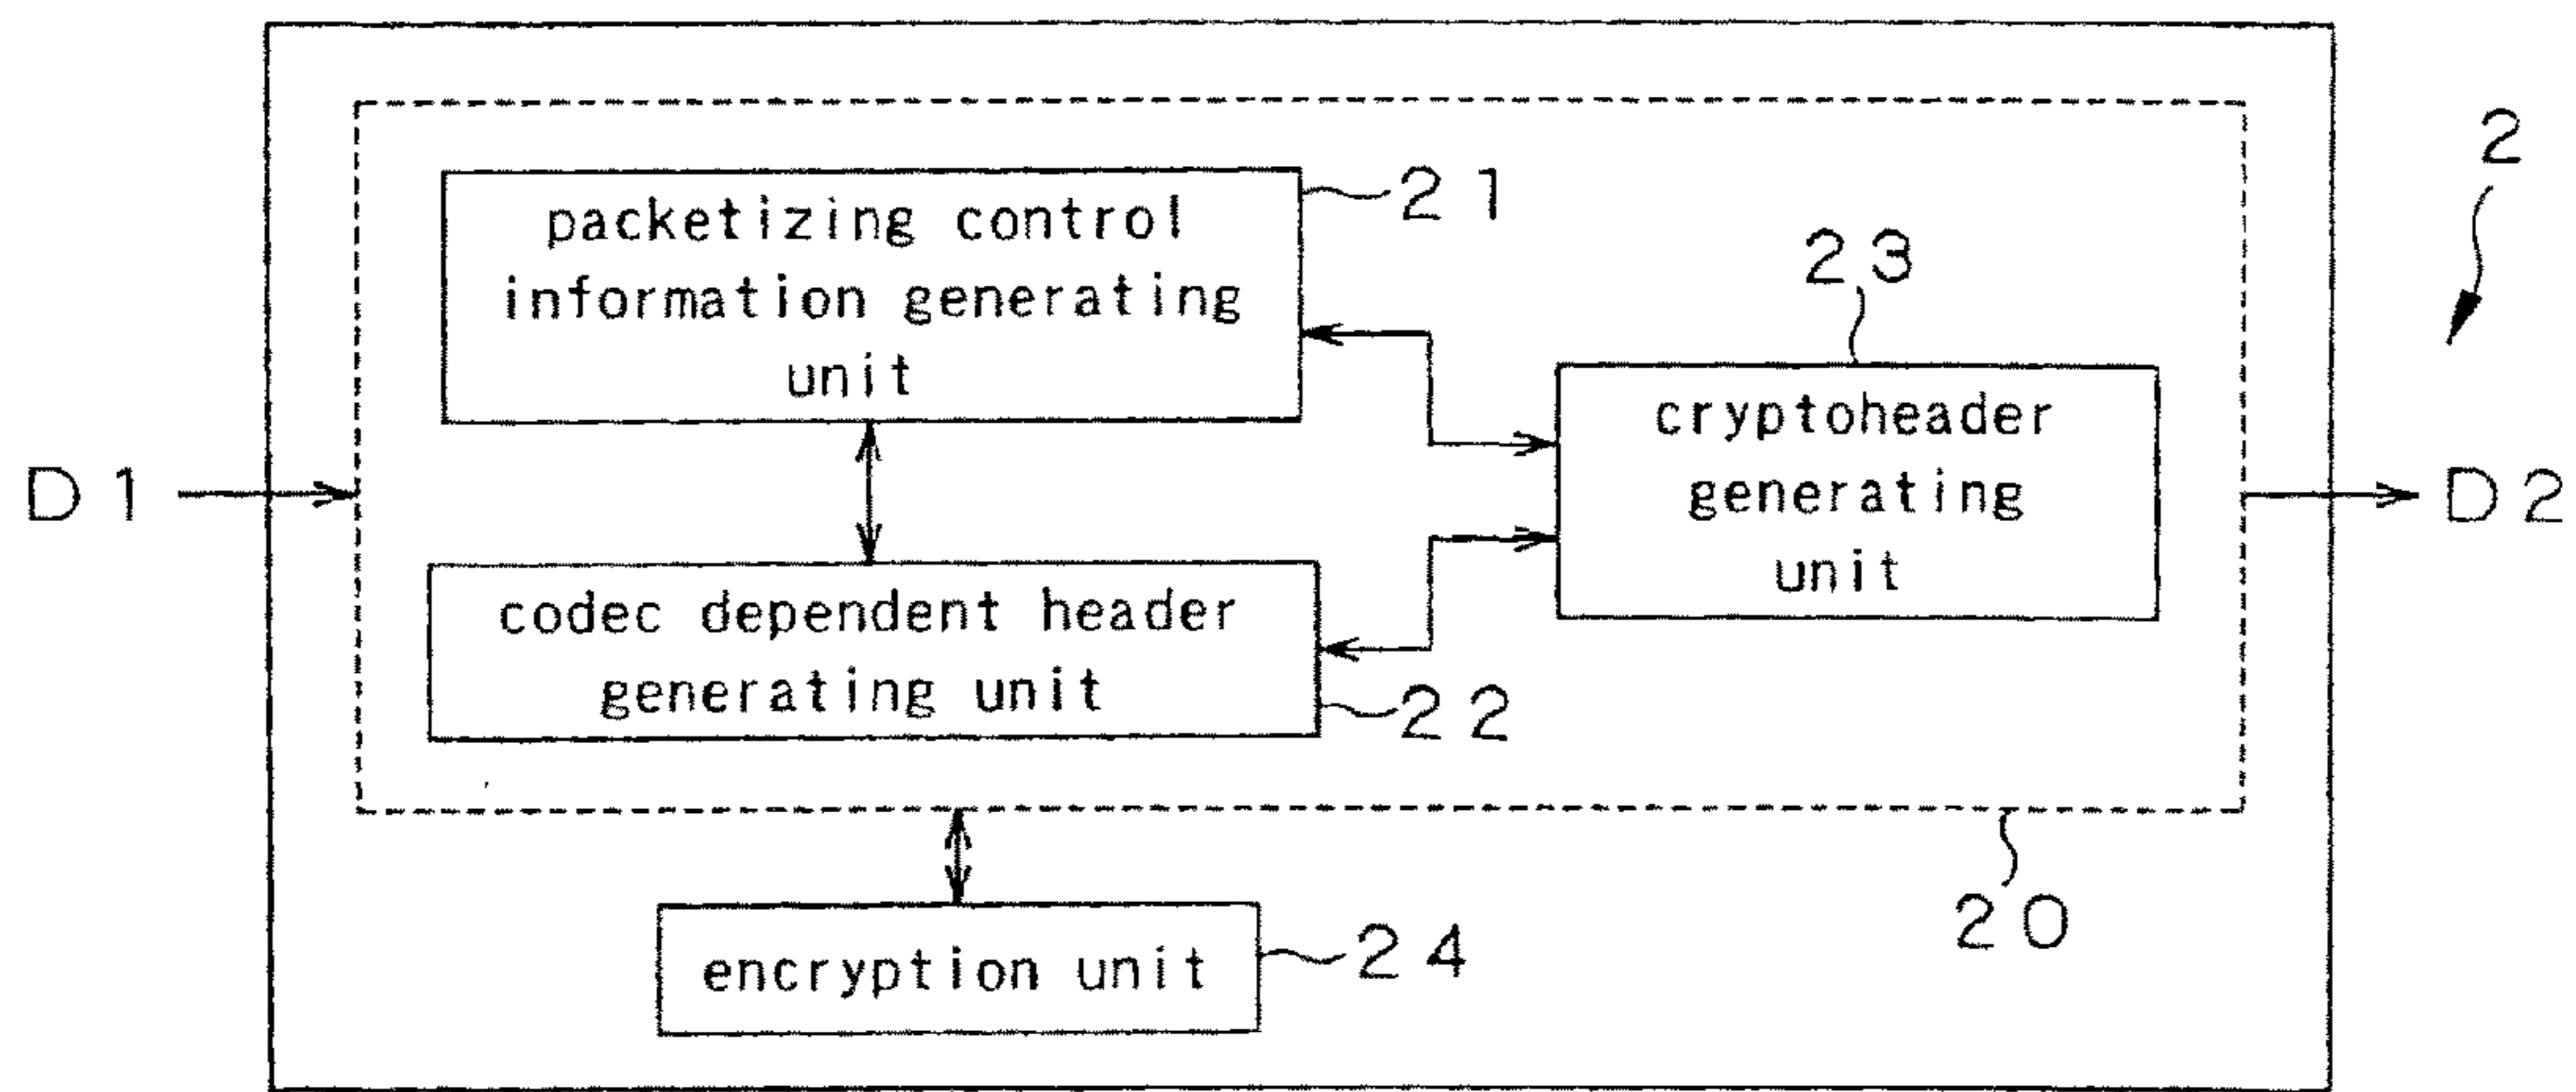 2
packetizing control
information generating
unit
21
23
cryptoheader
generating
unit
D1
D2
codec dependent header
generating unit
22
20
encryption unit
24